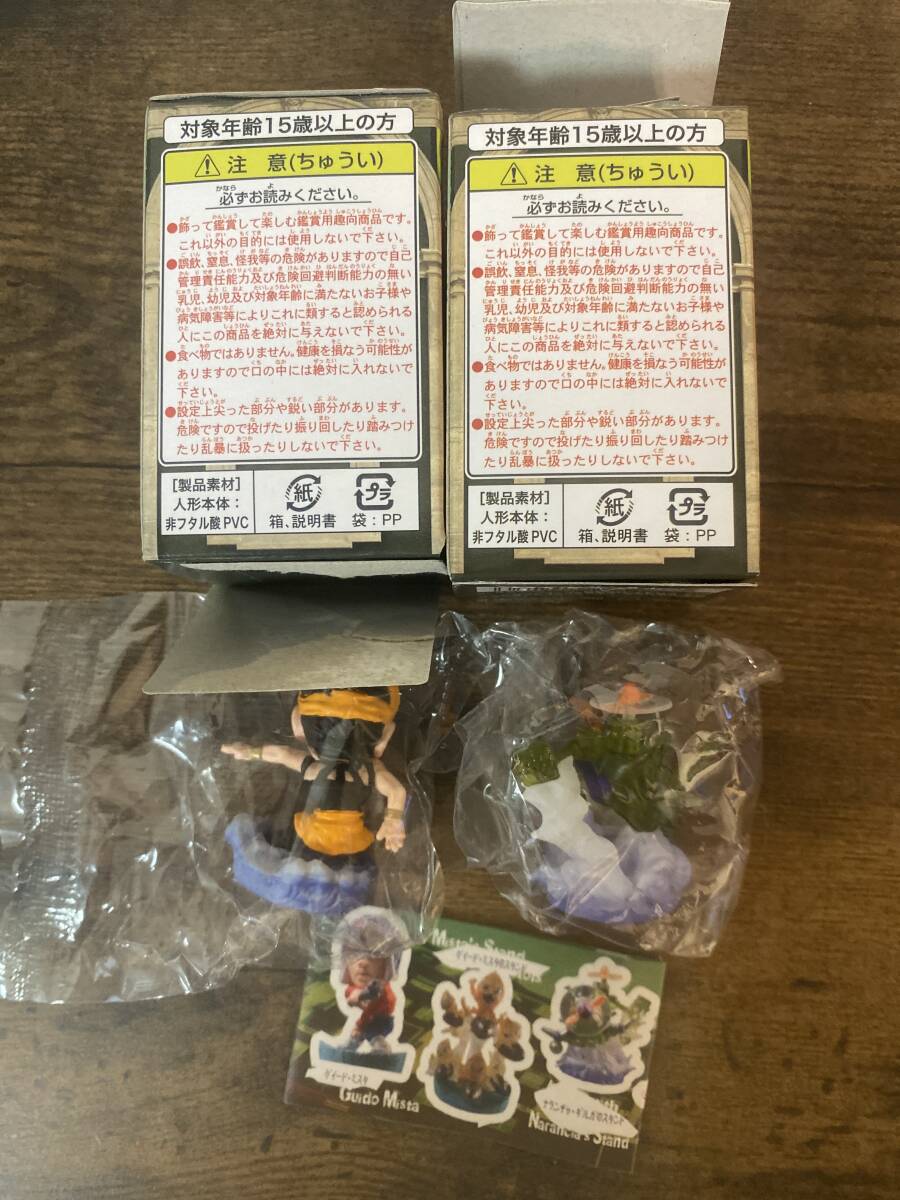 対象年齢15歳以上の方
注 意(ちゅうい)
必ずお読みください。
●飾って鑑賞して楽しむ鑑賞用趣向商品です。
これ以外の目的には使用しないで下さい。
●誤飲、窒息、怪我等の危険がありますので自己
管理責任能力及び危険回避判断能力の無い
乳児、幼児及び対象年齢に満たないお子様や
病気障害等によりこれに類すると認められる
人にこの商品を絶対に与えないで下さい。
●食べ物ではありません。健康を損なう可能性が
ありますので口の中には絶対に入れないで
下さい。
●設定上尖った部分や鋭い部分があります。
危険ですので投げたり振り回したり踏みつけ
たり乱暴に扱ったりしないで下さい。
[製品素材]
人形本体:
非フタル酸PVC
紙
箱、説明書
プラ
袋:PP
対象年齢15歳以上の方
注 意(ちゅうい)
必ずお読みください。
●飾って鑑賞して楽しむ鑑賞用趣向商品です。
これ以外の目的には使用しないで下さい。
●誤飲、窒息、怪我等の危険がありますので自己
管理責任能力及び危険回避判断能力の無い
乳児、幼児及び対象年齢に満たないお子様や
病気障害等によりこれに類すると認められる
人にこの商品を絶対に与えないで下さい。
●食べ物ではありません。健康を損なう可能性が
ありますので口の中には絶対に入れないで
下さい。
●設定上尖った部分や鋭い部分があります。
危険ですので投げたり振り回したり踏みつけ
たり乱暴に扱ったりしないで下さい。
[製品素材]
人形本体:
非フタル酸PVC
紙
箱、説明書
プラ
袋:PP
Mista's Stand
グイード・ミスタのスタンド
グイード・ミスタ
Guido Mista
ナランチャ・ギルガのスタンド
Narancia's Stand